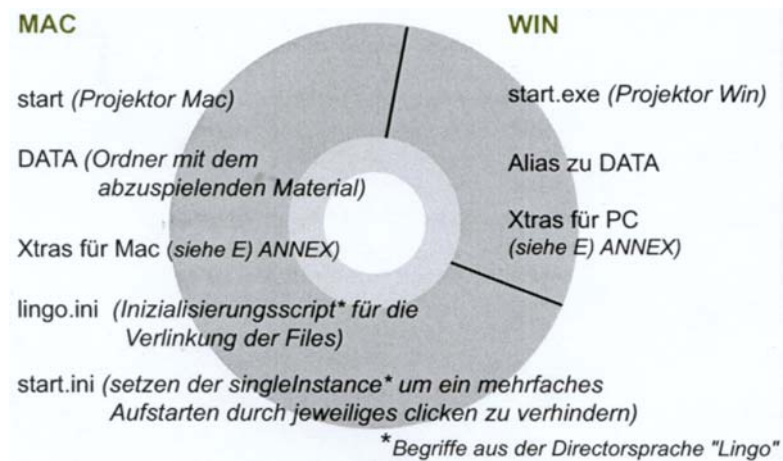 MAC
start (Projektor Mac)
DATA (Ordner mit dem
abzuspielenden Material)
Xtras für Mac (siehe E) ANNEX)
lingo.ini (Inizialisierungsscript* für die
Verlinkung der Files)
start.ini (setzen der singleInstance* um ein mehrfaches
Aufstarten durch jeweiliges clicken zu verhindern)
WIN
start.exe (Projektor Win)
Alias zu DATA
Xtras für PC
(siehe E) ANNEX)
*Begriffe aus der Directorsprache "Lingo"